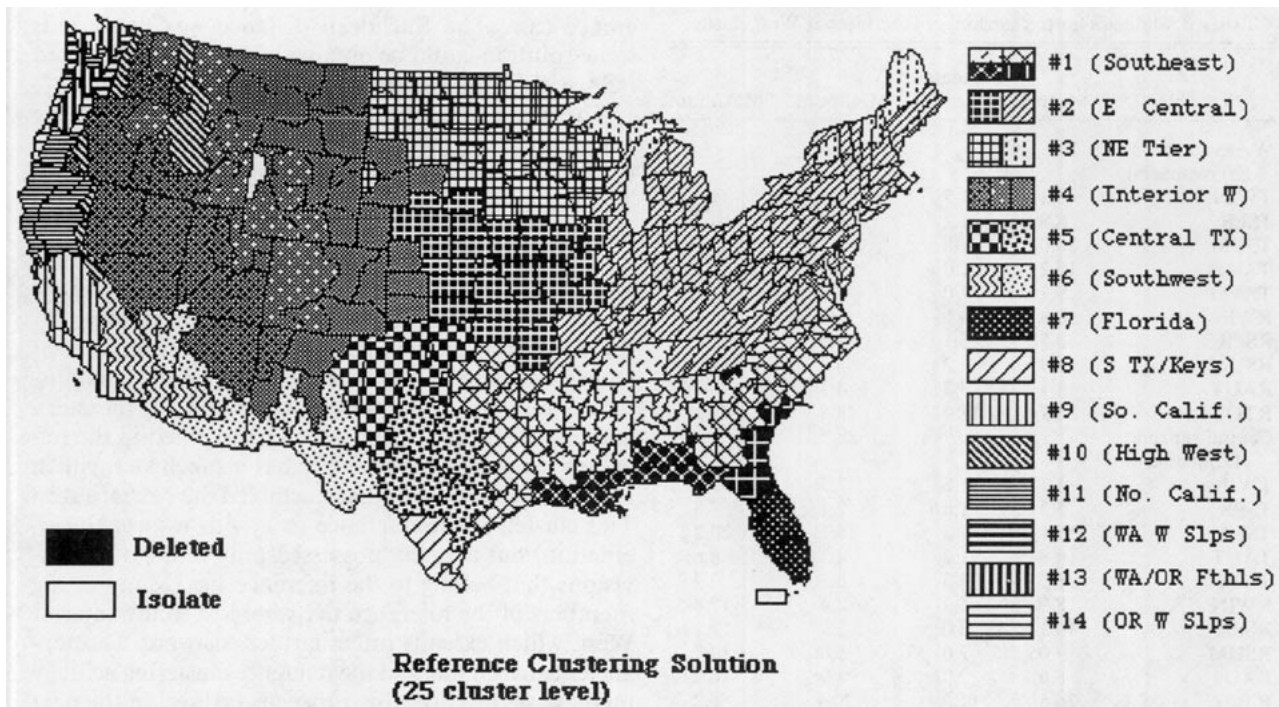 #1 (Southeast)
#2 (E Central)
#3 (NE Tier)
#4 (Interior W)
#5 (Central TX)
#6 (Southwest)
#7 (Florida)
#8 (S TX/Keys)
#9 (So. Calif.)
#10 (High West)
#11 (No. Calif.)
#12 (WA W Slps)
#13 (WA/OR Fthls)
#14 (OR W Slps)
Deleted
Isolate
Reference Clustering Solution
(25 cluster level)